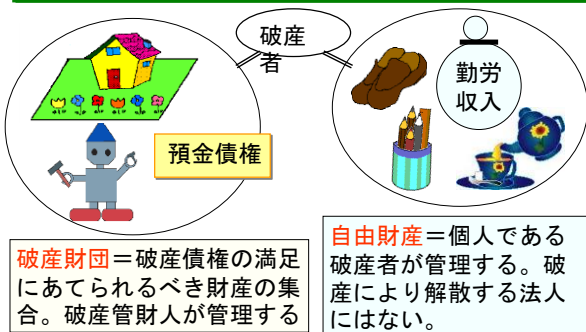 破産
者
勤労
収入
預金債権
破産財団＝破産債権の満足
にあてられるべき財産の集
合。破産管財人が管理する
自由財産＝個人である
破産者が管理する。破
産により解散する法人
にはない。